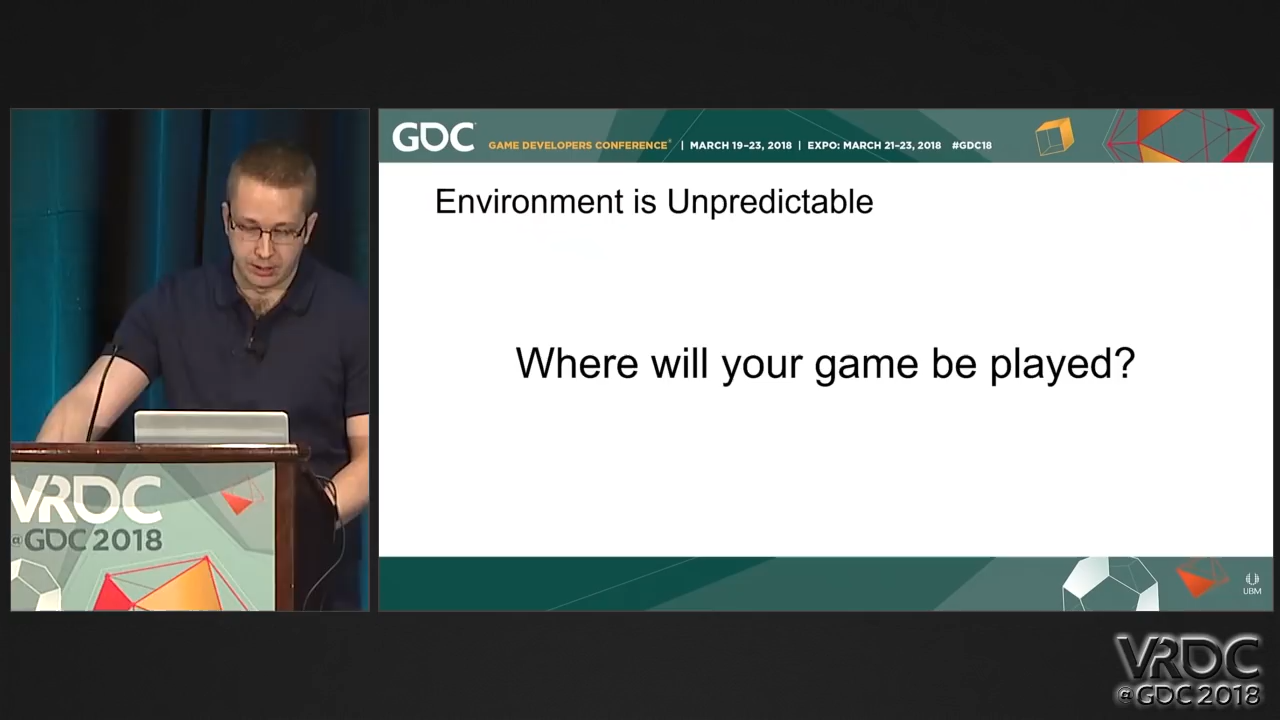 GDC
GAME DEVELOPERS CONFERENCE® | MARCH 19–23, 2018 | EXPO: MARCH 21–23, 2018 #GDC18
Environment is Unpredictable
Where will your game be played?
VRDC
@GDC 2018
UBM
VRDC
@GDC 2018